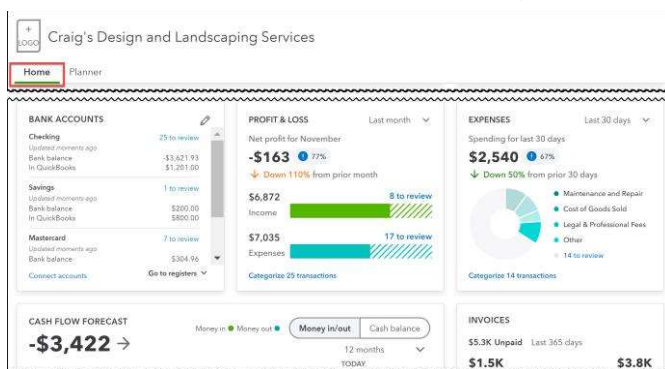 +
LOGO
Craig's Design and Landscaping Services
Home Planner
BANK ACCOUNTS
Checking 25 to review
Updated moments ago
Bank balance -$3,621.93
In QuickBooks $1,201.00
Savings 1 to review
Updated moments ago
Bank balance $200.00
In QuickBooks $800.00
Mastercard 7 to review
Updated moments ago
Bank balance $304.96
Connect accounts Go to registers
PROFIT & LOSS Last month
Net profit for November
-$163 77%
Down 110% from prior month
$6,872 8 to review
Income
$7,035 17 to review
Expenses
Categorize 25 transactions
EXPENSES Last 30 days
Spending for last 30 days
$2,540 67%
Down 50% from prior 30 days
Maintenance and Repair
Cost of Goods Sold
Legal & Professional Fees
Other
14 to review
Categorize 14 transactions
CASH FLOW FORECAST Money in Money out Money in/out Cash balance
-$3,422 →
12 months
TODAY
INVOICES
$5.3K Unpaid Last 365 days
$1.5K $3.8K